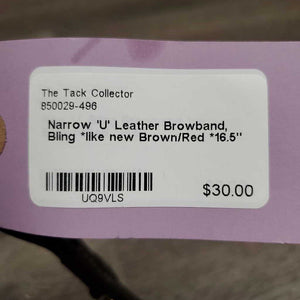 The Tack Collector
850029-496
Narrow 'U' Leather Browband,
Bling *like new Brown/Red *16.5"
UQ9VLS
$30.00